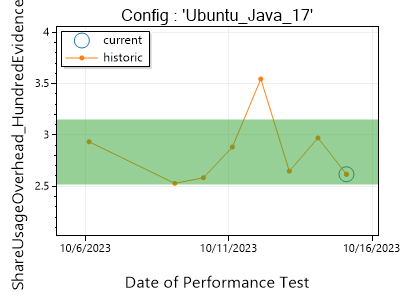 Config : 'Ubuntu_Java_17'
ShareUsageOverhead_HundredEvidence
current
historic
4
3.5
3
2.5
10/6/2023
10/11/2023
10/16/2023
Date of Performance Test